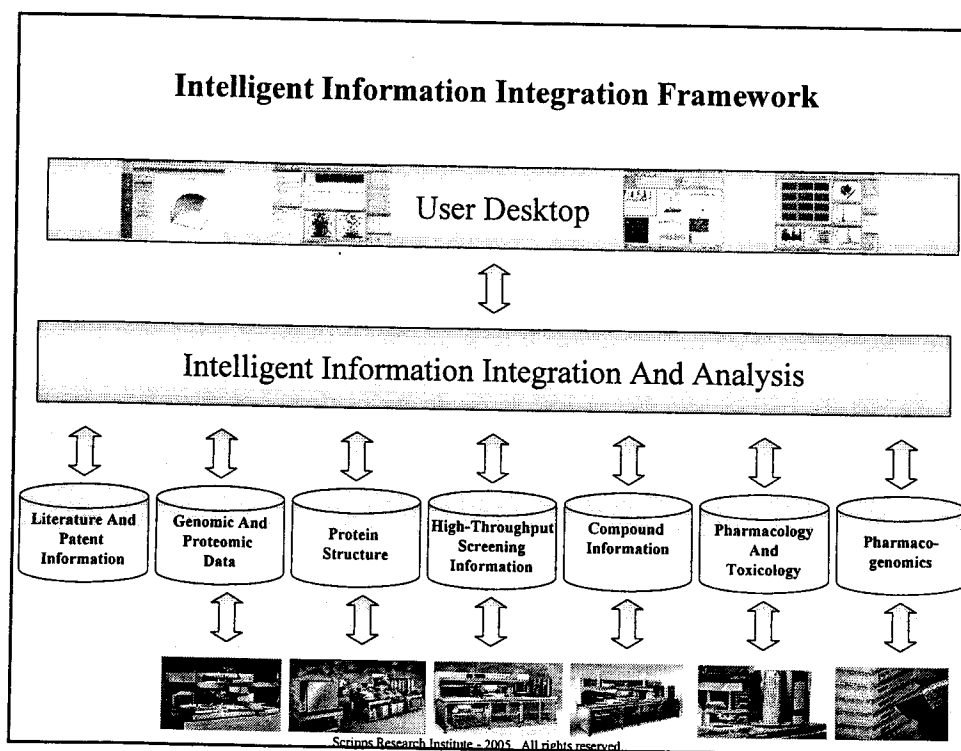 Intelligent Information Integration Framework
User Desktop
Intelligent Information Integration And Analysis
Literature And
Patent
Information
Genomic And
Proteomic
Data
Protein
Structure
High-Throughput
Screening
Information
Compound
Information
Pharmacology
And
Toxicology
Pharmaco-
genomics
Scripps Research Institute - 2005. All rights reserved